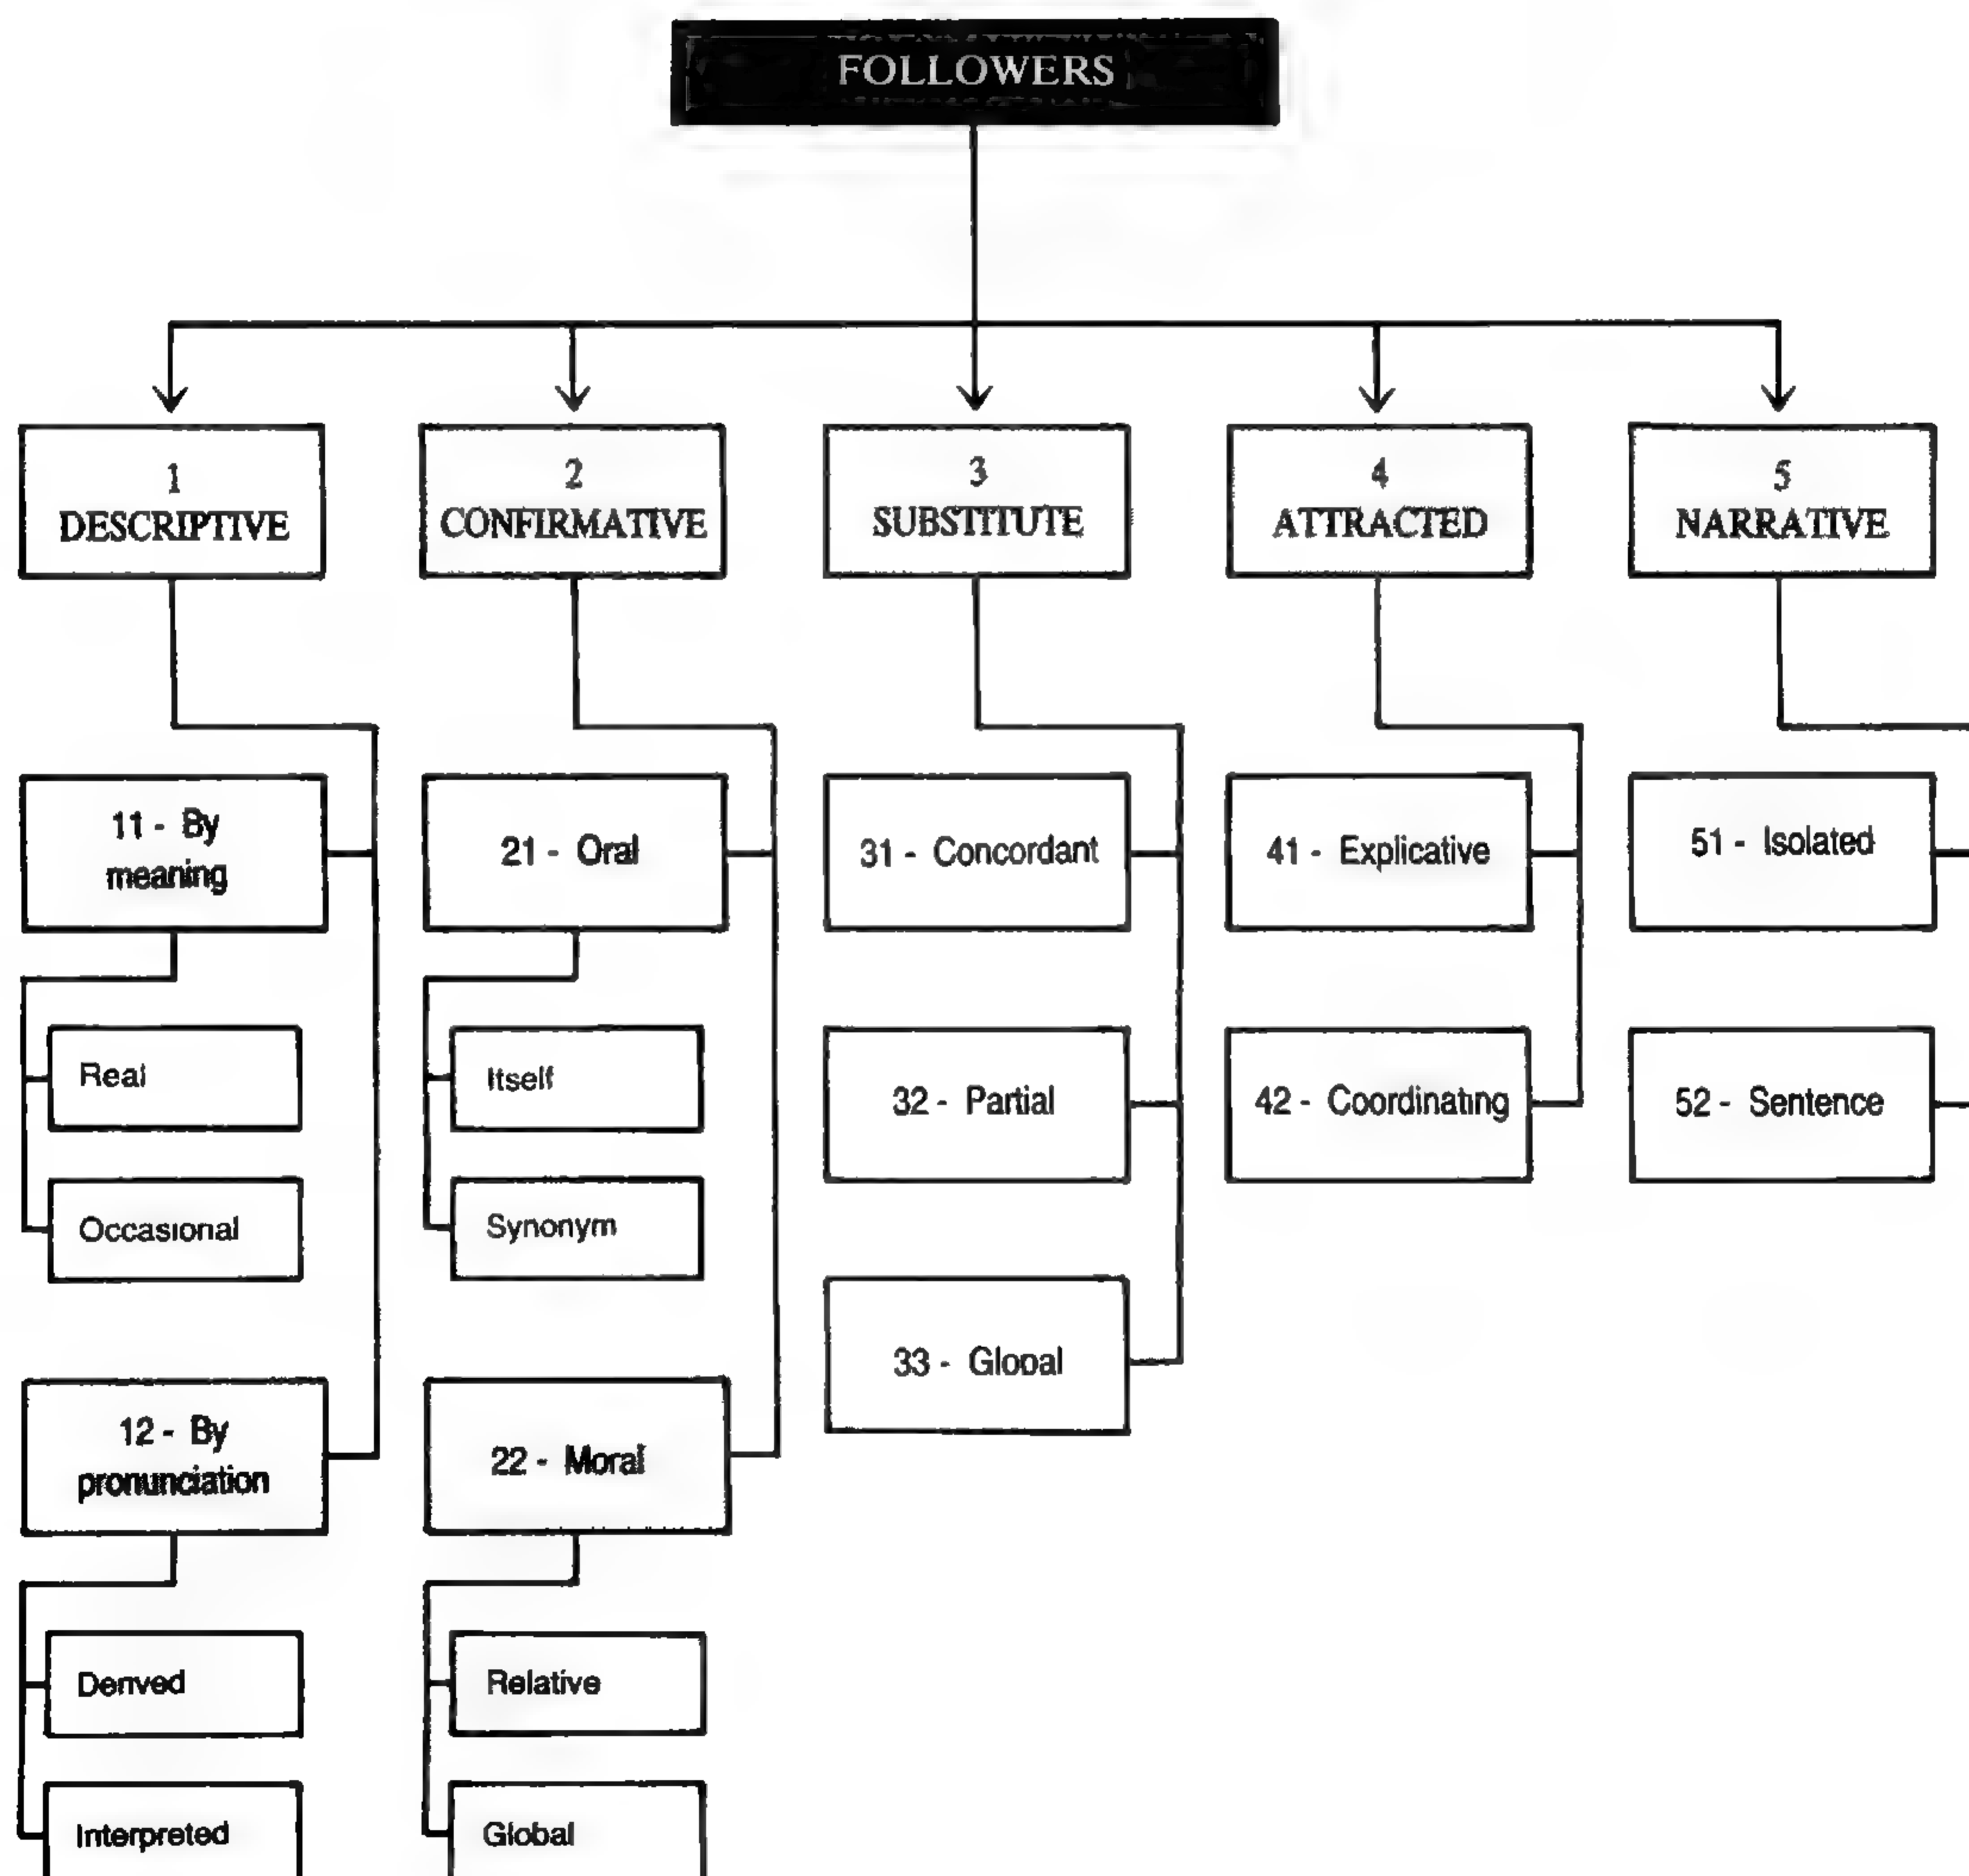 FOLLOWERS
1
DESCRIPTIVE
2
CONFIRMATIVE
3
SUBSTITUTE
4
ATTRACTED
5
NARRATIVE
11 - By
meaning
21 - Oral
31 - Concordant
41 - Explicative
51 - Isolated
Real
Itself
32 - Partial
42 - Coordinating
52 - Sentence
Occasional
Synonym
33 - Global
12 - By
pronunciation
22 - Moral
Derived
Relative
Interpreted
Global